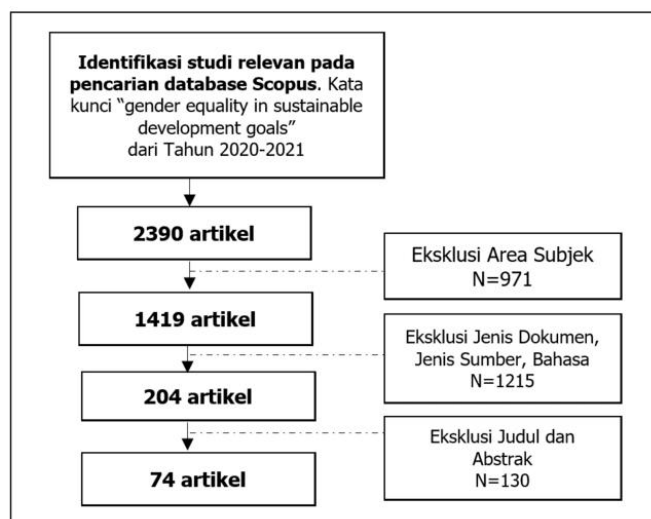 Identifikasi studi relevan pada
pencarian database Scopus. Kata
kunci “gender equality in sustainable
development goals”
dari Tahun 2020-2021
2390 artikel
Eksklusi Area Subjek
N=971
1419 artikel
Eksklusi Jenis Dokumen,
Jenis Sumber, Bahasa
N=1215
204 artikel
Eksklusi Judul dan
Abstrak
N=130
74 artikel